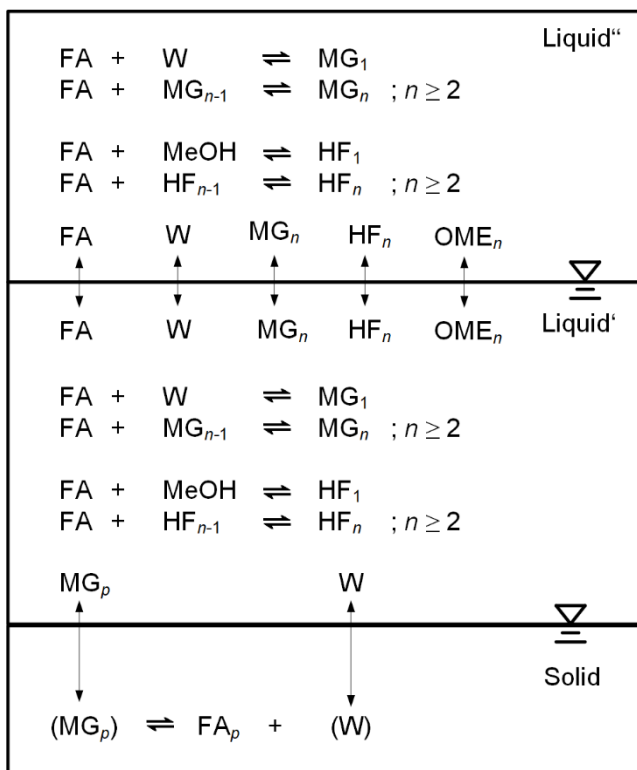 Liquid“
FA + W ⇌ MG₁
FA + MGₙ₋₁ ⇌ MGₙ ; n ≥ 2
FA + MeOH ⇌ HF₁
FA + HFₙ₋₁ ⇌ HFₙ ; n ≥ 2
FA W MGₙ HFₙ OMEₙ
FA W MGₙ HFₙ OMEₙ
Liquid‘
FA + W ⇌ MG₁
FA + MGₙ₋₁ ⇌ MGₙ ; n ≥ 2
FA + MeOH ⇌ HF₁
FA + HFₙ₋₁ ⇌ HFₙ ; n ≥ 2
MGₚ W
Solid
(MGₚ) ⇌ FAₚ + (W)